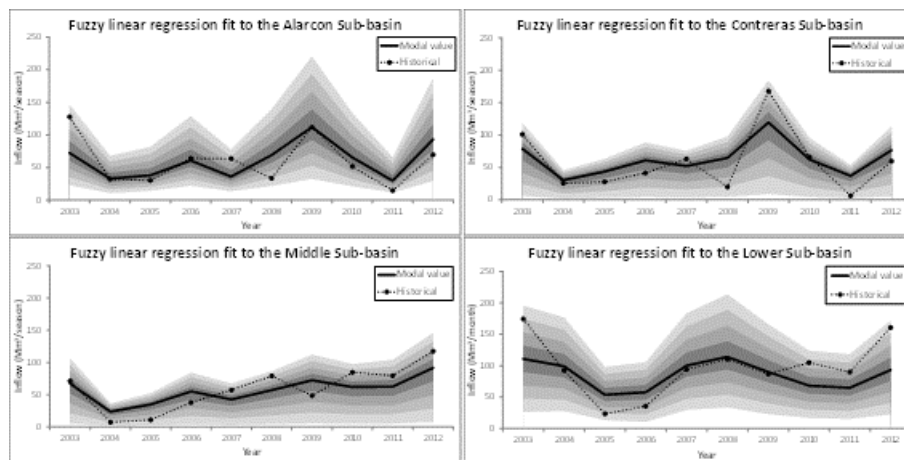 Fuzzy linear regression fit to the Alarcon Sub-basin
Modal value
Historical
Inflow (Mm³/season)
250
200
150
100
50
0
2003 2004 2005 2006 2007 2008 2009 2010 2011 2012
Year
Fuzzy linear regression fit to the Contreras Sub-basin
Modal value
Historical
Inflow (Mm³/season)
250
200
150
100
50
0
2003 2004 2005 2006 2007 2008 2009 2010 2011 2012
Year
Fuzzy linear regression fit to the Middle Sub-basin
Modal value
Historical
Inflow (Mm³/season)
250
200
150
100
50
0
2003 2004 2005 2006 2007 2008 2009 2010 2011 2012
Year
Fuzzy linear regression fit to the Lower Sub-basin
Modal value
Historical
Inflow (Mm³/month)
250
200
150
100
50
0
2003 2004 2005 2006 2007 2008 2009 2010 2011 2012
Year